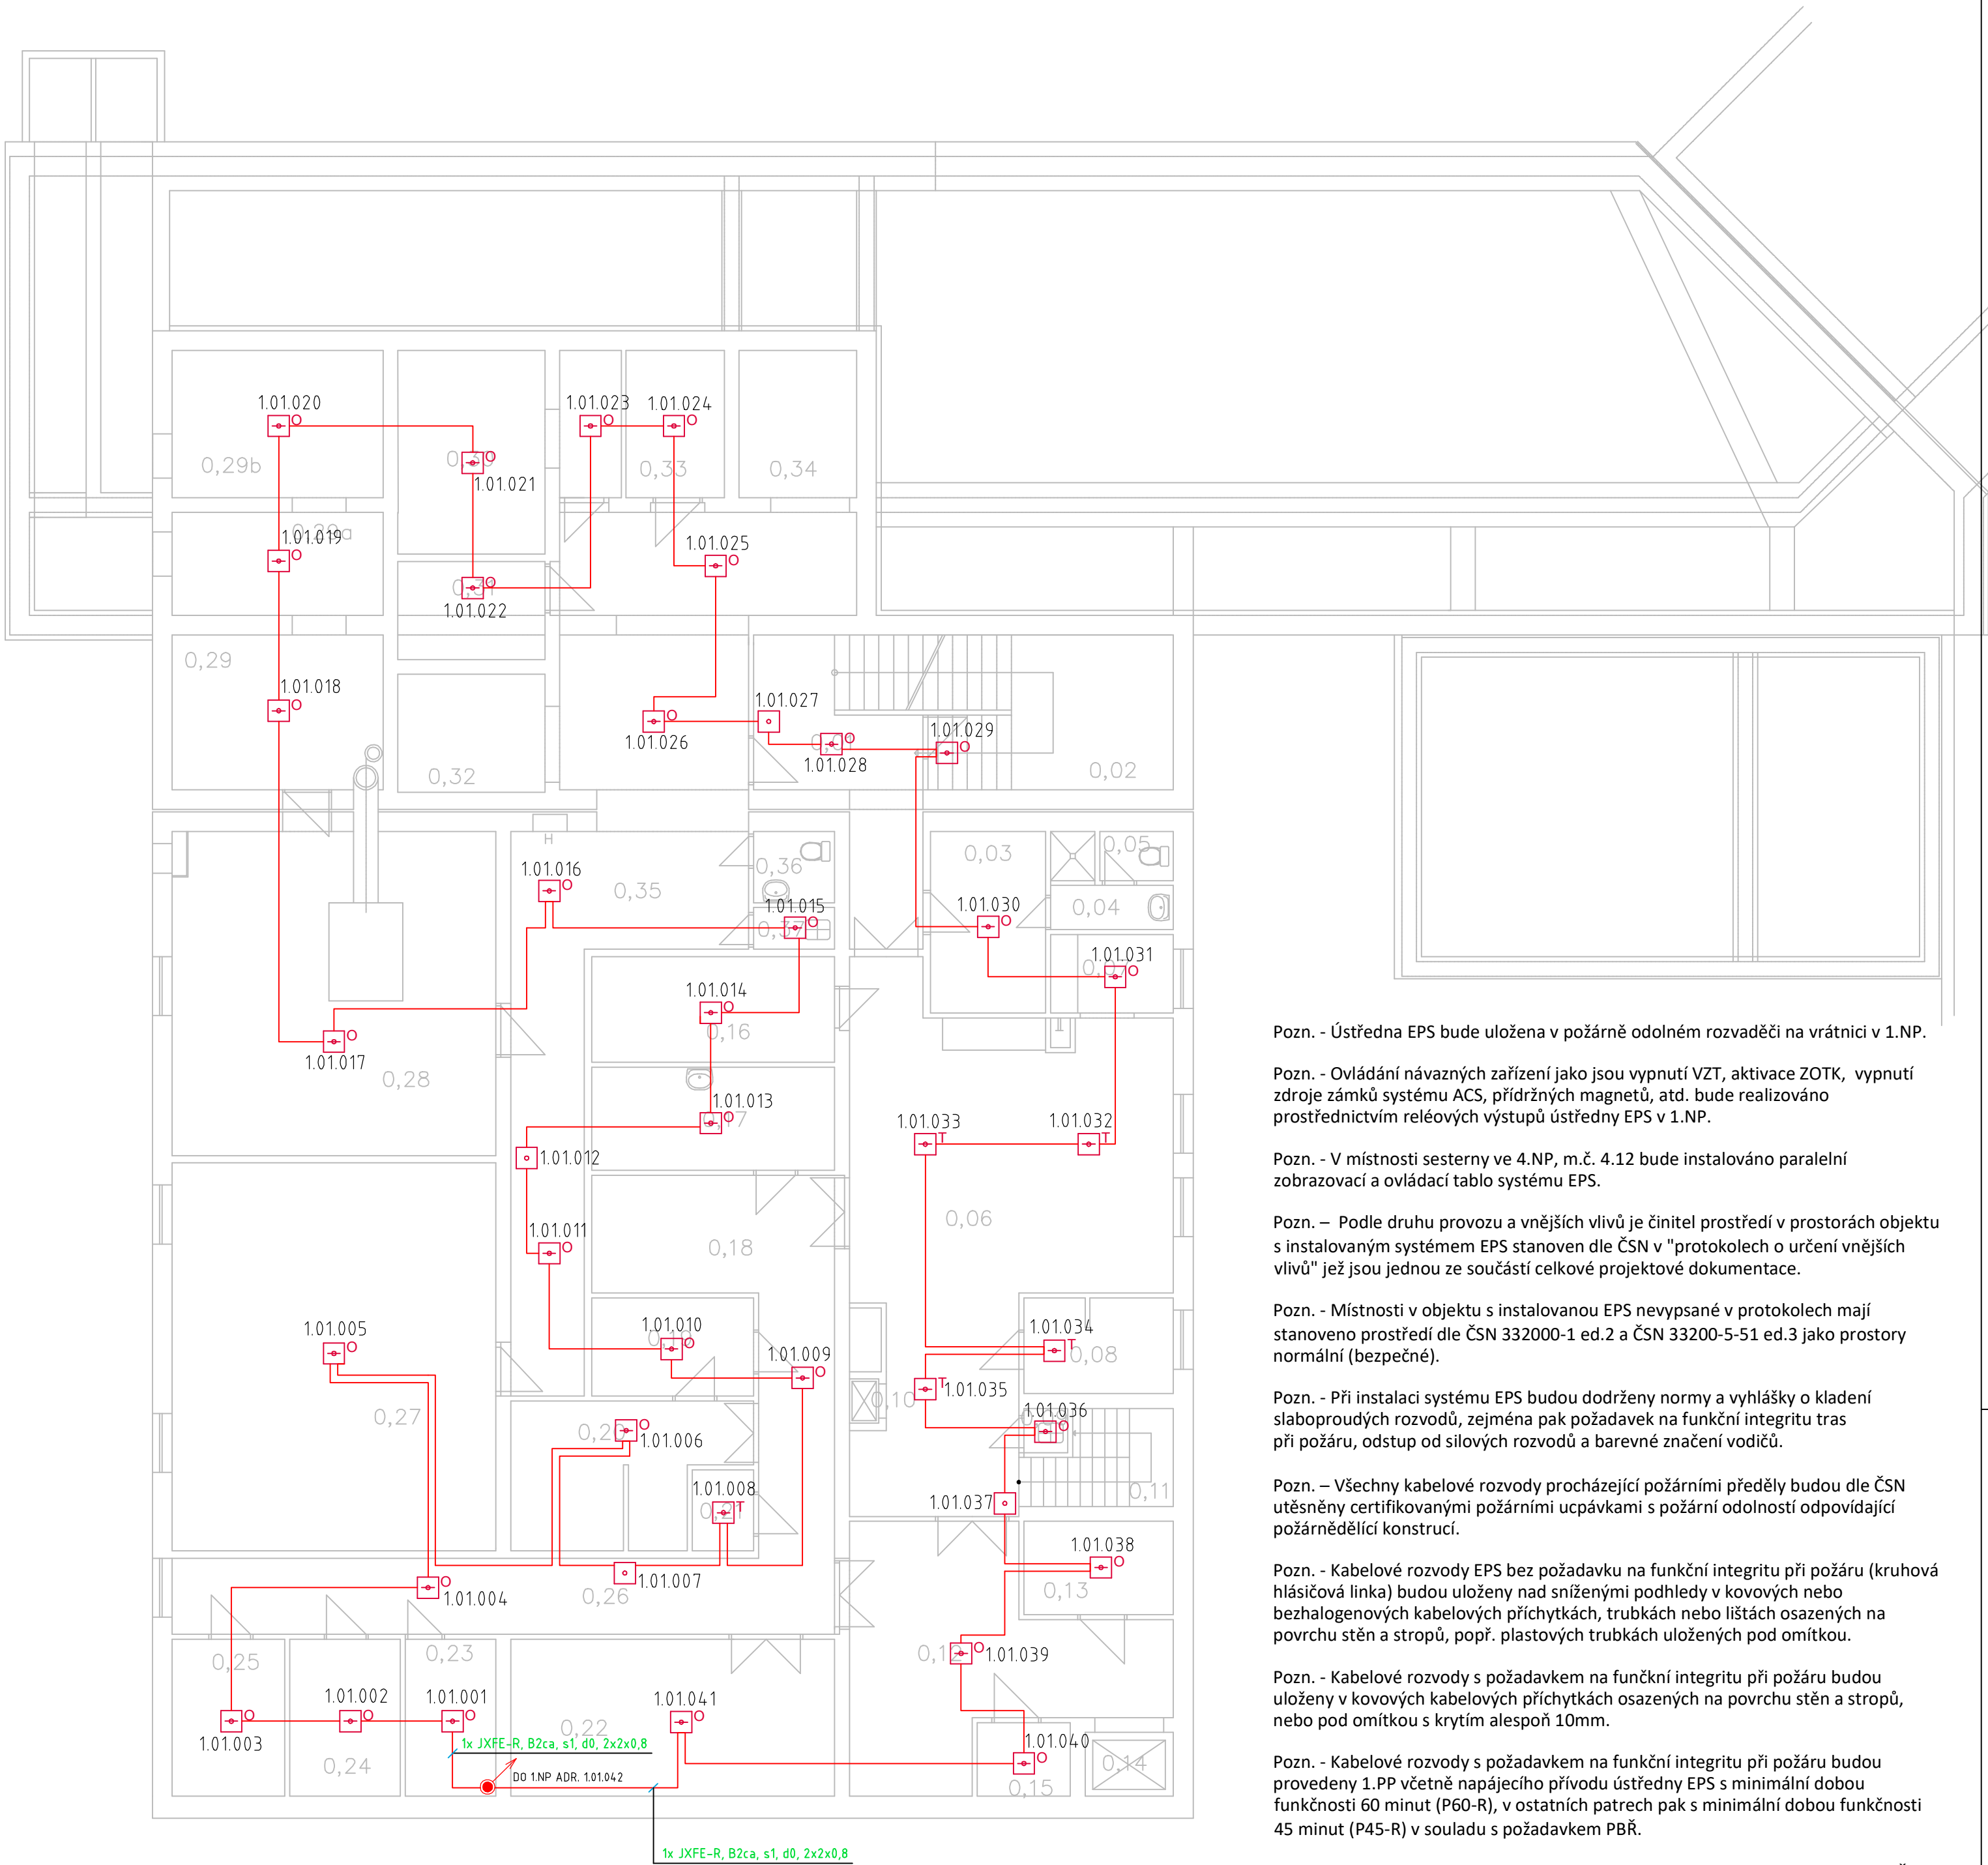 1.01.020
O
0,29b
O
1.01.021
1.01.023
O
1.01.024
O
0,33
0,34
1.01.019
O
1.01.025
O
O
1.01.022
0,29
1.01.018
O
1.01.027
O
1.01.026
O
1.01.028
1.01.029
O
0,02
0,32
H
1.01.016
O
0,35
0,36
1.01.015
O
0,03
0,05
0,04
1.01.030
O
1.01.031
O
1.01.014
O
0,16
O
1.01.017
0,28
1.01.013
O
1.01.012
1.01.033
T
1.01.032
T
0,06
1.01.011
O
0,18
1.01.005
O
1.01.010
O
1.01.009
O
1.01.034
T
0,08
T
1.01.035
0,10
0,27
O
1.01.006
1.01.036
O
1.01.008
T
1.01.037
0,11
1.01.038
O
0,13
O
1.01.004
1.01.007
0,26
O
1.01.039
0,25
0,23
1.01.002
O
1.01.001
O
1.01.041
O
O
1.01.003
0,24
0,22
1x JXFE-R, B2ca, s1, d0, 2x2x0,8
DO 1.NP ADR. 1.01.042
1.01.040
O
0,15
0,14
1x JXFE-R, B2ca, s1, d0, 2x2x0,8
Pozn. - Ústředna EPS bude uložena v požárně odolném rozvaděči na vrátnici v 1.NP.
Pozn. - Ovládání návazných zařízení jako jsou vypnutí VZT, aktivace ZOTK, vypnutí
zdroje zámků systému ACS, přídržných magnetů, atd. bude realizováno
prostřednictvím reléových výstupů ústředny EPS v 1.NP.
Pozn. - V místnosti sesterny ve 4.NP, m.č. 4.12 bude instalováno paralelní
zobrazovací a ovládací tablo systému EPS.
Pozn. – Podle druhu provozu a vnějších vlivů je činitel prostředí v prostorách objektu
s instalovaným systémem EPS stanoven dle ČSN v "protokolech o určení vnějších
vlivů" jež jsou jednou ze součástí celkové projektové dokumentace.
Pozn. - Místnosti v objektu s instalovanou EPS nevypsané v protokolech mají
stanoveno prostředí dle ČSN 332000-1 ed.2 a ČSN 33200-5-51 ed.3 jako prostory
normální (bezpečné).
Pozn. - Při instalaci systému EPS budou dodrženy normy a vyhlášky o kladení
slaboproudých rozvodů, zejména pak požadavek na funkční integritu tras
při požáru, odstup od silových rozvodů a barevné značení vodičů.
Pozn. – Všechny kabelové rozvody procházející požárními předěly budou dle ČSN
utěsněny certifikovanými požárními ucpávkami s požární odolností odpovídající
požárnědělící konstrucí.
Pozn. - Kabelové rozvody EPS bez požadavku na funkční integritu při požáru (kruhová
hlásičová linka) budou uloženy nad sníženými podhledy v kovových nebo
bezhalogenových kabelových příchytkách, trubkách nebo lištách osazených na
povrchu stěn a stropů, popř. plastových trubkách uložených pod omítkou.
Pozn. - Kabelové rozvody s požadavkem na funčkní integritu při požáru budou
uloženy v kovových kabelových příchytkách osazených na povrchu stěn a stropů,
nebo pod omítkou s krytím alespoň 10mm.
Pozn. - Kabelové rozvody s požadavkem na funkční integritu při požáru budou
provedeny 1.PP včetně napájecího přívodu ústředny EPS s minimální dobou
funkčnosti 60 minut (P60-R), v ostatních patrech pak s minimální dobou funkčnosti
45 minut (P45-R) v souladu s požadavkem PBŘ.